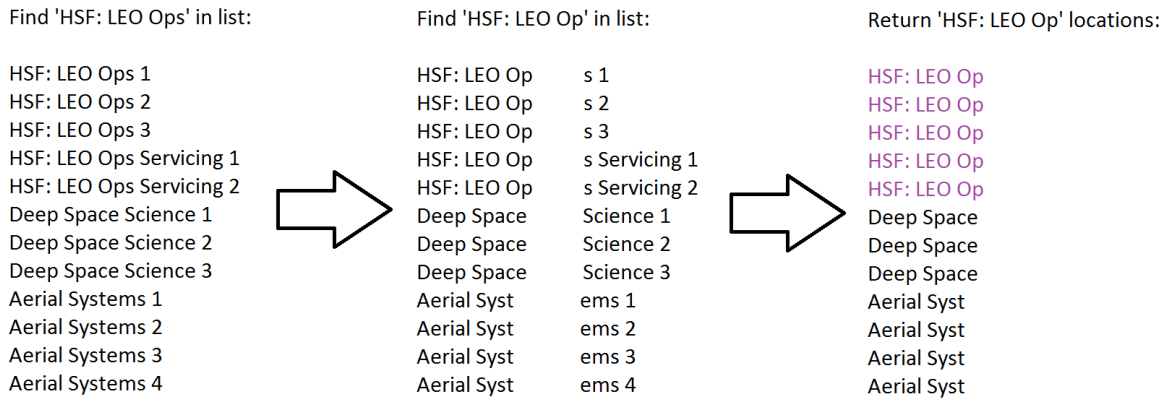 Find 'HSF: LEO Ops' in list:
HSF: LEO Ops 1
HSF: LEO Ops 2
HSF: LEO Ops 3
HSF: LEO Ops Servicing 1
HSF: LEO Ops Servicing 2
Deep Space Science 1
Deep Space Science 2
Deep Space Science 3
Aerial Systems 1
Aerial Systems 2
Aerial Systems 3
Aerial Systems 4
Find 'HSF: LEO Op' in list:
HSF: LEO Op s 1
HSF: LEO Op s 2
HSF: LEO Op s 3
HSF: LEO Op s Servicing 1
HSF: LEO Op s Servicing 2
Deep Space Science 1
Deep Space Science 2
Deep Space Science 3
Aerial Syst ems 1
Aerial Syst ems 2
Aerial Syst ems 3
Aerial Syst ems 4
Return 'HSF: LEO Op' locations:
HSF: LEO Op
HSF: LEO Op
HSF: LEO Op
HSF: LEO Op
HSF: LEO Op
Deep Space
Deep Space
Deep Space
Aerial Syst
Aerial Syst
Aerial Syst
Aerial Syst